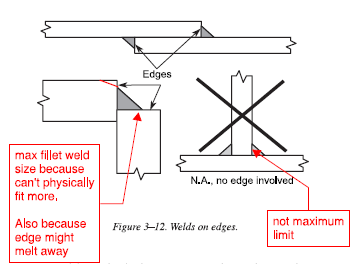 Edges
max fillet weld
size because
can't physically
fit more,
Also because
edge might
melt away
N.A., no edge involved
not maximum
limit
Figure 3–12. Welds on edges.